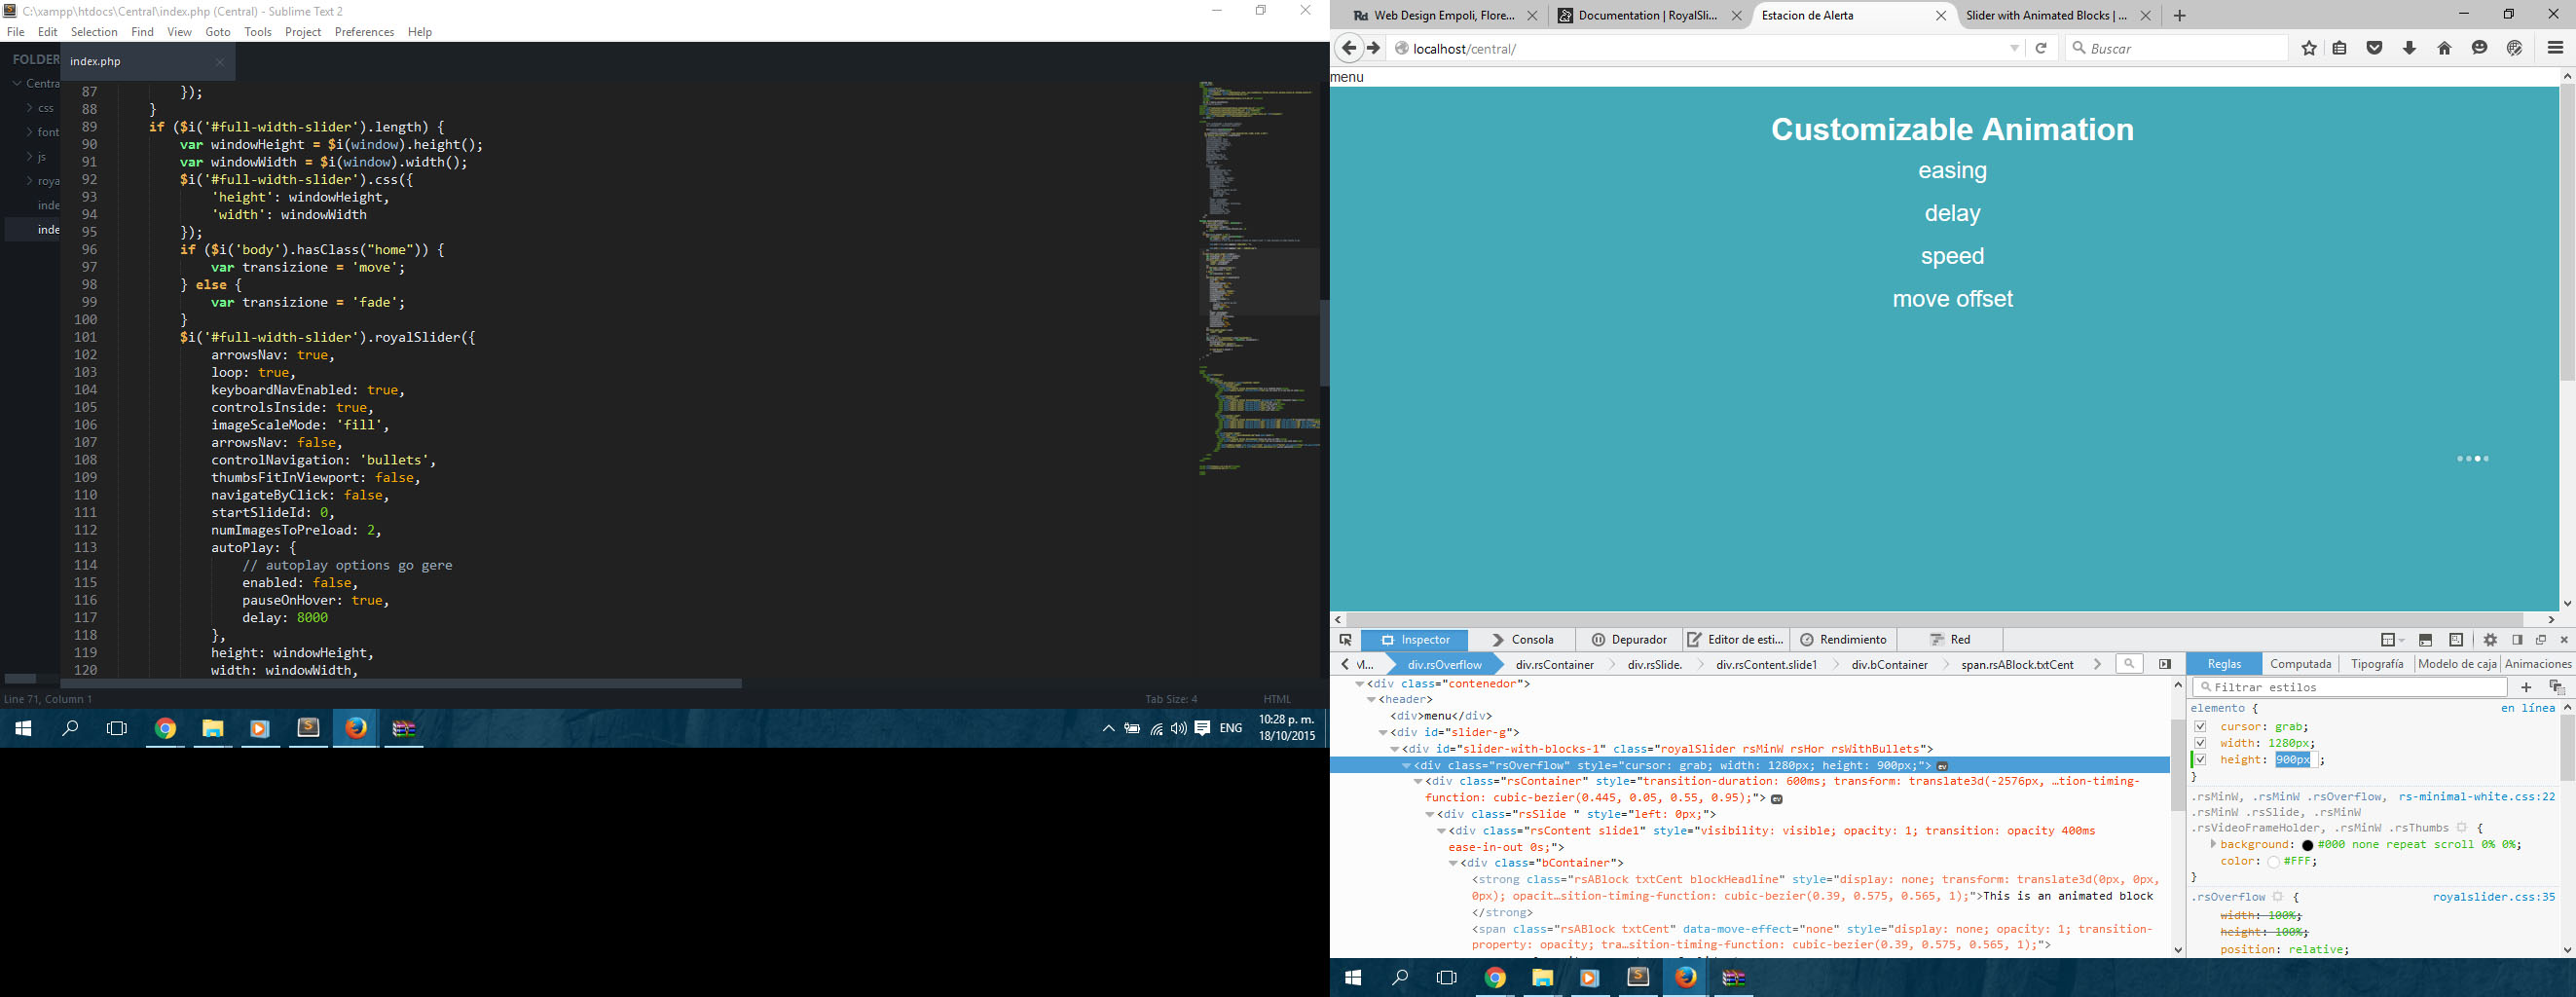 C:\xampp\htdocs\Central\index.php (Central) - Sublime Text 2
File Edit Selection Find View Goto Tools Project Preferences Help
FOLDER
Centra
css
font
js
roya
inde
inde
index.php
87 });
88 }
89 if ($i('#full-width-slider').length) {
90 var windowHeight = $i(window).height();
91 var windowWidth = $i(window).width();
92 $i('#full-width-slider').css({
93 'height': windowHeight,
94 'width': windowWidth
95 });
96 if ($i('body').hasClass("home")) {
97 var transizione = 'move';
98 } else {
99 var transizione = 'fade';
100 }
101 $i('#full-width-slider').royalSlider({
102 arrowsNav: true,
103 loop: true,
104 keyboardNavEnabled: true,
105 controlsInside: true,
106 imageScaleMode: 'fill',
107 arrowsNav: false,
108 controlNavigation: 'bullets',
109 thumbsFitInViewport: false,
110 navigateByClick: false,
111 startSlideId: 0,
112 numImagesToPreload: 2,
113 autoPlay: {
114 // autoplay options go gere
115 enabled: false,
116 pauseOnHover: true,
117 delay: 8000
118 },
119 height: windowHeight,
120 width: windowWidth,
Line 71, Column 1
Tab Size: 4 HTML
ENG
10:28 p. m.
18/10/2015
Rd Web Design Empoli, Flore...
Documentation | RoyalSli...
Estacion de Alerta
Slider with Animated Blocks | ...
localhost/central/
Buscar
menu
Customizable Animation
easing
delay
speed
move offset
Inspector Consola Depurador Editor de esti... Rendimiento Red
div.rsOverflow div.rsContainer div.rsSlide. div.rsContent.slide1 div.bContainer span.rsABlock.txtCent
<div class="contenedor">
<header>
<div>menu</div>
<div id="slider-g">
<div id="slider-with-blocks-1" class="royalSlider rsMinW rsHor rsWithBullets">
<div class="rsOverflow" style="cursor: grab; width: 1280px; height: 900px;"> ev
<div class="rsContainer" style="transition-duration: 600ms; transform: translate3d(-2576px, …tion-timing-
function: cubic-bezier(0.445, 0.05, 0.55, 0.95);"> ev
<div class="rsSlide " style="left: 0px;">
<div class="rsContent slide1" style="visibility: visible; opacity: 1; transition: opacity 400ms
ease-in-out 0s;">
<div class="bContainer">
<strong class="rsABlock txtCent blockHeadline" style="display: none; transform: translate3d(0px, 0px,
0px); opacit…sition-timing-function: cubic-bezier(0.39, 0.575, 0.565, 1);">This is an animated block
</strong>
<span class="rsABlock txtCent" data-move-effect="none" style="display: none; opacity: 1; transition-
property: opacity; tra…sition-timing-function: cubic-bezier(0.39, 0.575, 0.565, 1);">
Reglas Computada Tipografía Modelo de caja Animaciones
Filtrar estilos
elemento { en línea
cursor: grab;
width: 1280px;
height: 900px;
}
.rsMinW, .rsMinW .rsOverflow, rs-minimal-white.css:22
.rsMinW .rsSlide, .rsMinW
.rsVideoFrameHolder, .rsMinW .rsThumbs {
background: #000 none repeat scroll 0% 0%;
color: #FFF;
}
.rsOverflow { royalslider.css:35
width: 100%;
height: 100%;
position: relative;